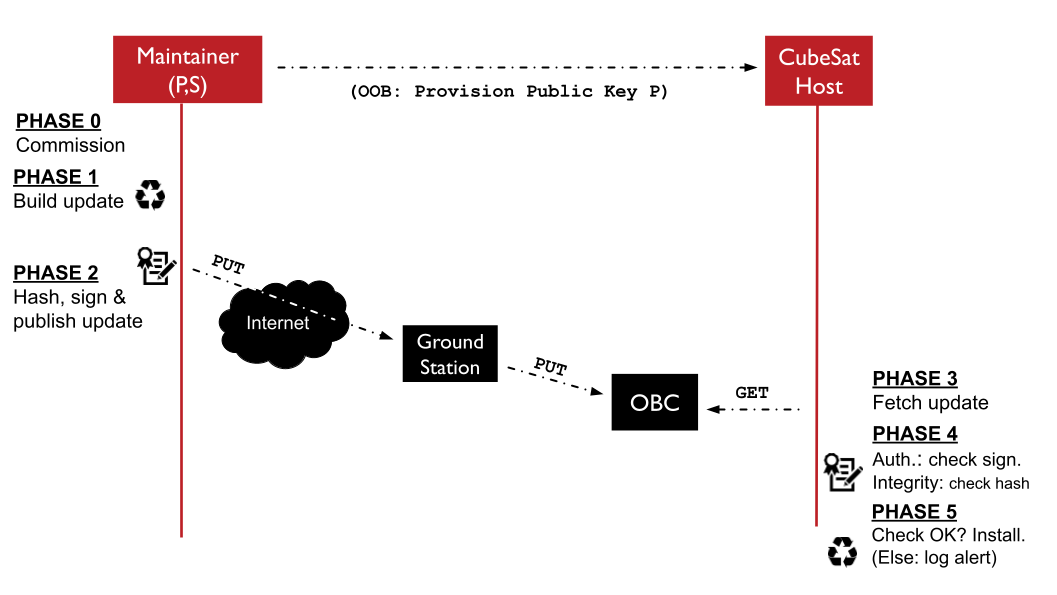 Maintainer
(P,S)
CubeSat
Host
(OOB: Provision Public Key P)
PHASE 0
Commission
PHASE 1
Build update
PHASE 2
Hash, sign &
publish update
PUT
Internet
Ground
Station
PUT
OBC
GET
PHASE 3
Fetch update
PHASE 4
Auth.: check sign.
Integrity: check hash
PHASE 5
Check OK? Install.
(Else: log alert)